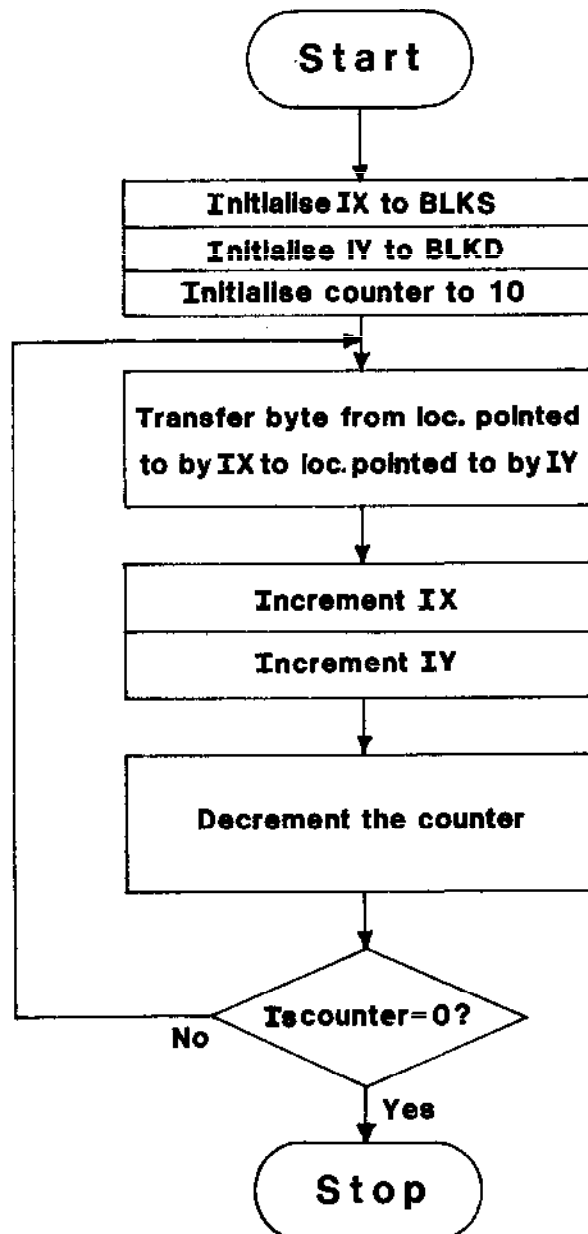 Start
Initialise IX to BLKS
Initialise IY to BLKD
Initialise counter to 10
Transfer byte from loc. pointed
to by IX to loc. pointed to by IY
Increment IX
Increment IY
Decrement the counter
Is counter=0?
No
Yes
Stop